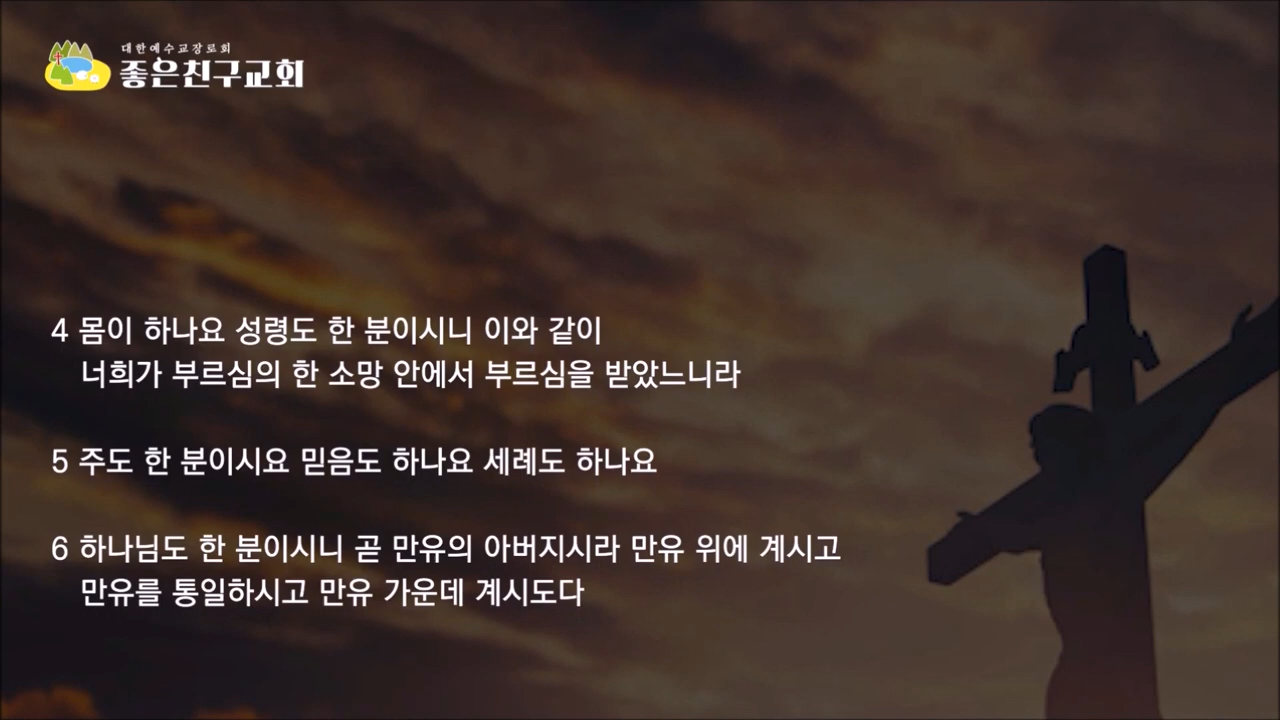 대한예수교장로회
좋은친구교회
4 몸이 하나요 성령도 한 분이시니 이와 같이
너희가 부르심의 한 소망 안에서 부르심을 받았느니라
5 주도 한 분이시요 믿음도 하나요 세례도 하나요
6 하나님도 한 분이시니 곧 만유의 아버지시라 만유 위에 계시고
만유를 통일하시고 만유 가운데 계시도다